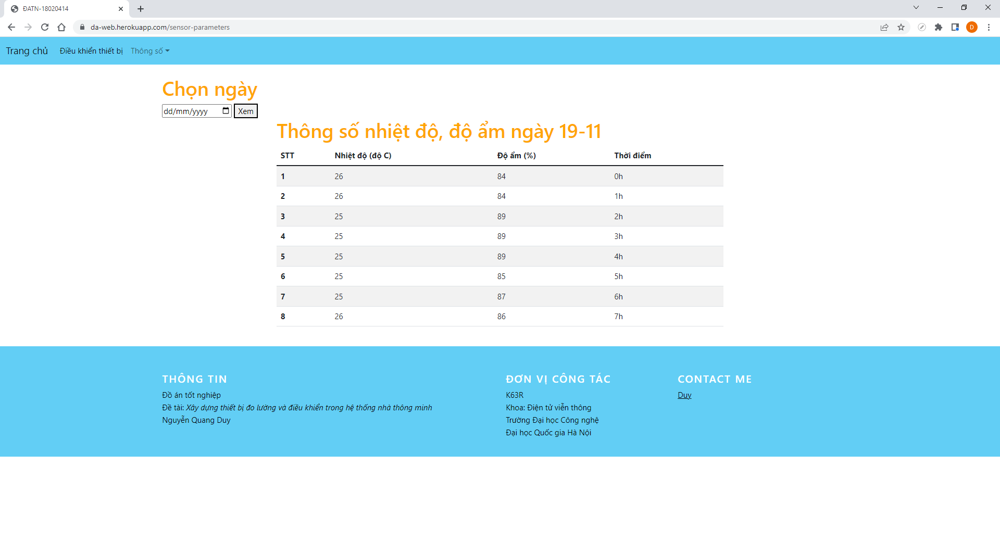 ĐATN-18020414
da-web.herokuapp.com/sensor-parameters
D
Trang chủ Điều khiển thiết bị Thông số
Chọn ngày
dd/mm/yyyy Xem
Thông số nhiệt độ, độ ẩm ngày 19-11
STT Nhiệt độ (độ C) Độ ẩm (%) Thời điểm
1 26 84 0h
2 26 84 1h
3 25 89 2h
4 25 89 3h
5 25 89 4h
6 25 85 5h
7 25 87 6h
8 26 86 7h
THÔNG TIN
Đồ án tốt nghiệp
Đề tài: Xây dựng thiết bị đo lường và điều khiển trong hệ thống nhà thông minh
Nguyễn Quang Duy
ĐƠN VỊ CÔNG TÁC
K63R
Khoa: Điện tử viễn thông
Trường Đại học Công nghệ
Đại học Quốc gia Hà Nội
CONTACT ME
Duy